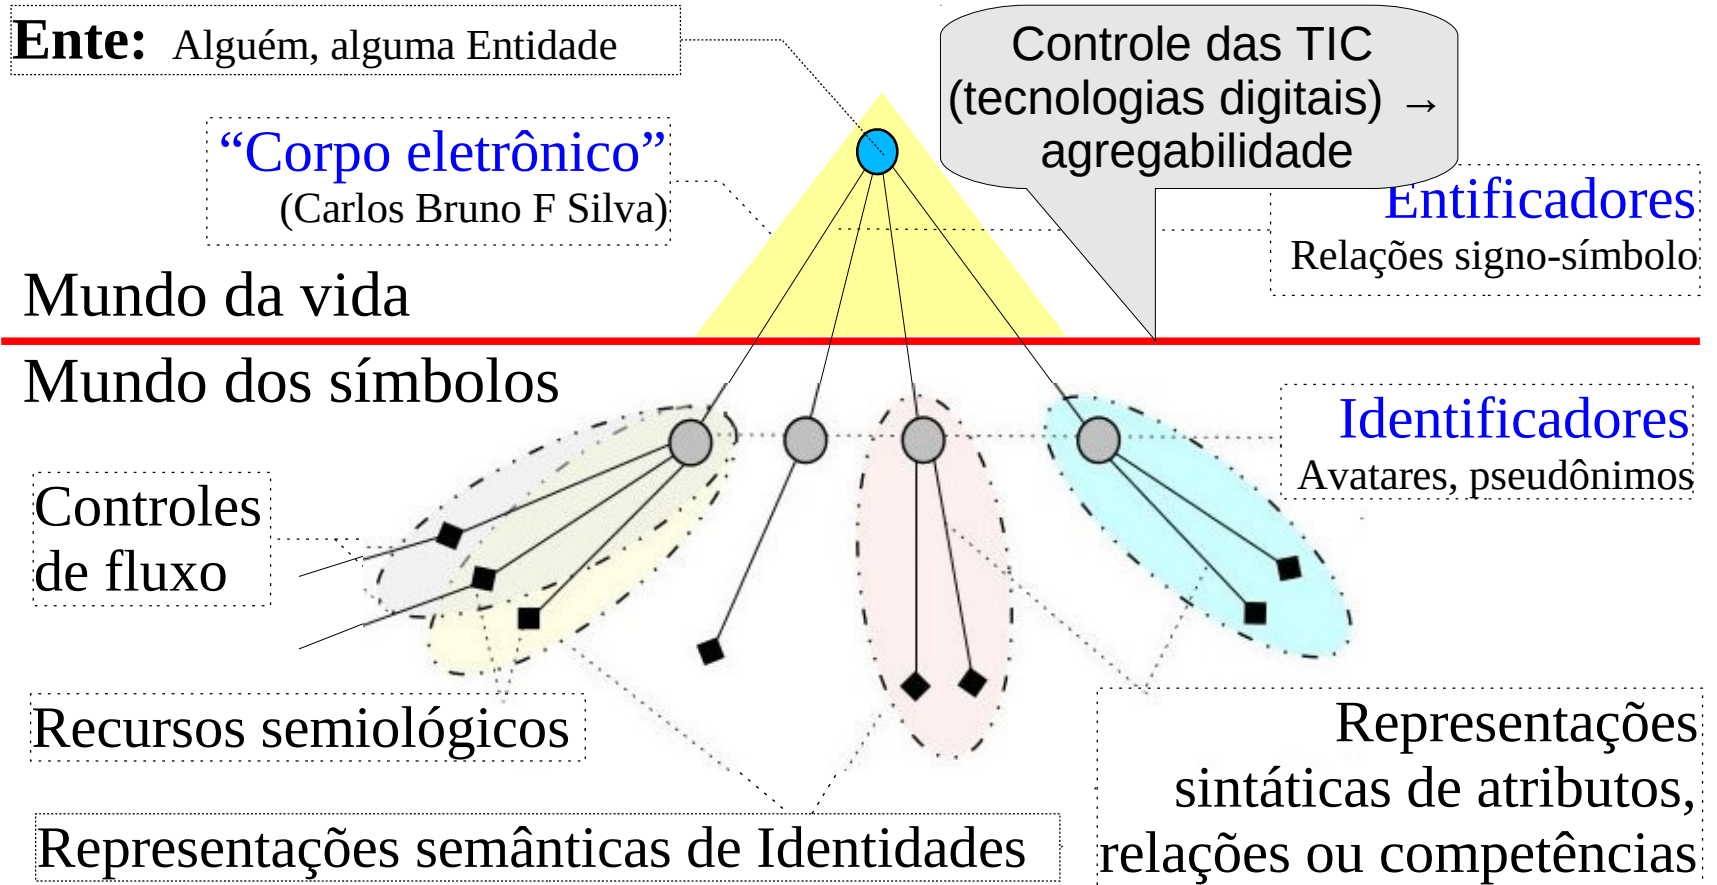 Ente: Alguém, alguma Entidade
Controle das TIC
(tecnologias digitais) →
agregabilidade
“Corpo eletrônico”
(Carlos Bruno F Silva)
Entificadores
Relações signo-símbolo
Mundo da vida
Mundo dos símbolos
Identificadores
Avatares, pseudônimos
Controles
de fluxo
Recursos semiológicos
Representações
sintáticas de atributos,
relações ou competências
Representações semânticas de Identidades